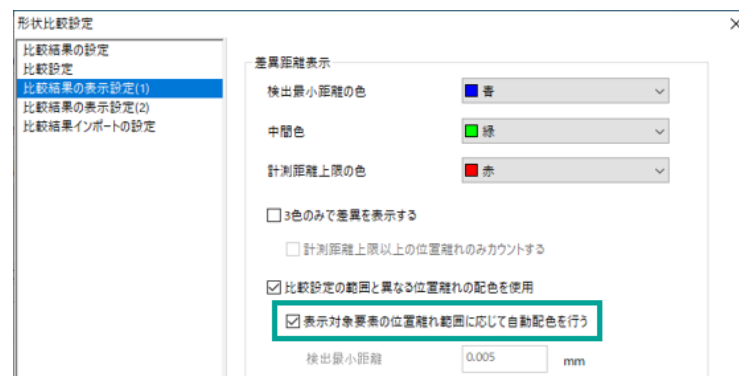 形状比較設定
比較結果の設定
比較設定
比較結果の表示設定(1)
比較結果の表示設定(2)
比較結果インポートの設定
差異距離表示
検出最小距離の色
青
中間色
緑
計測距離上限の色
赤
3色のみで差異を表示する
計測距離上限以上の位置離れのみカウントする
比較設定の範囲と異なる位置離れの配色を使用
表示対象要素の位置離れ範囲に応じて自動配色を行う
検出最小距離
0.005
mm